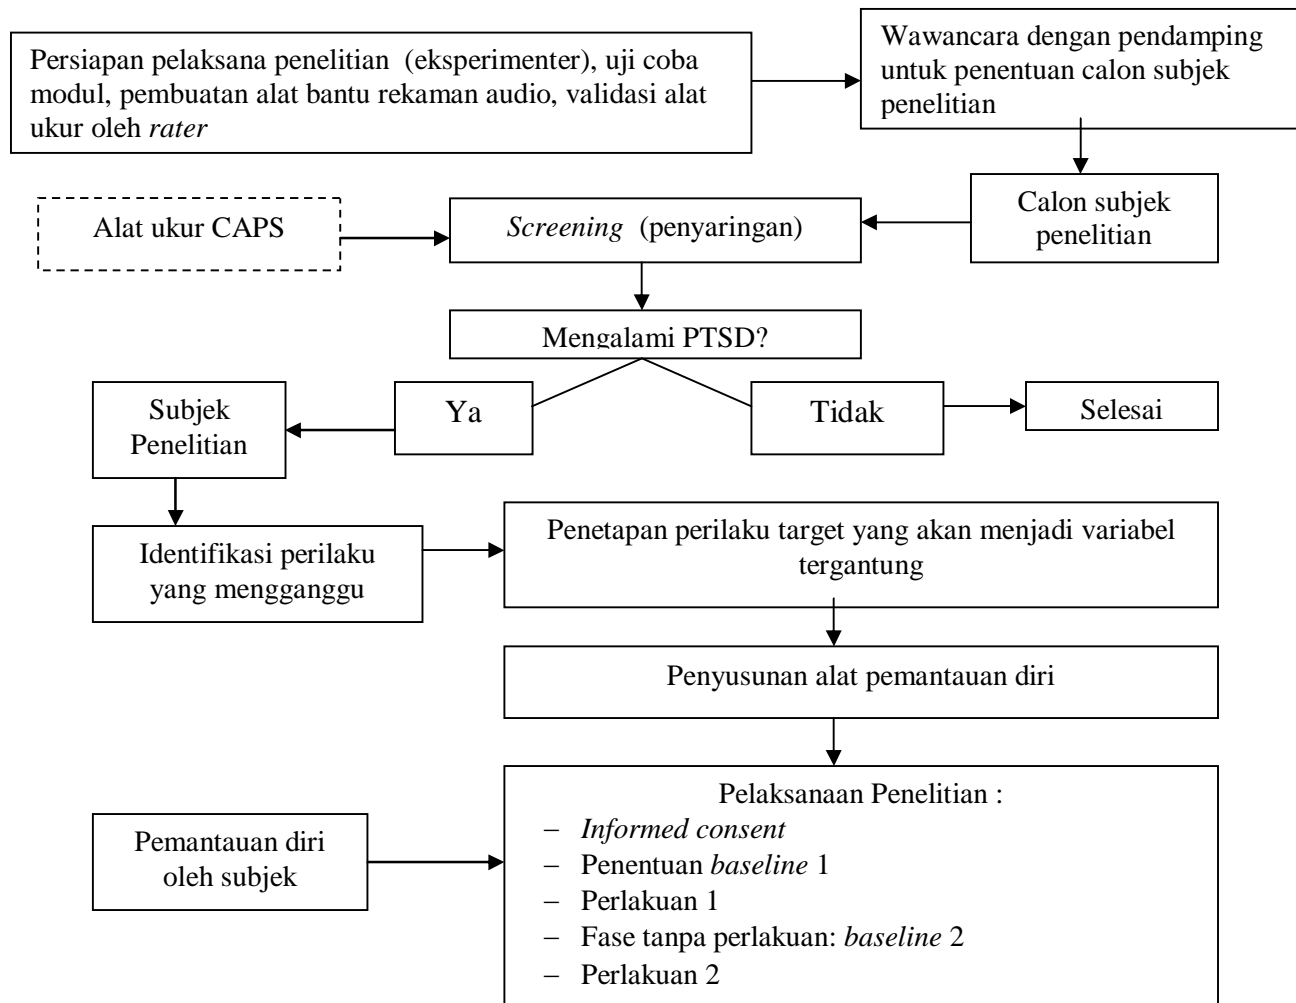 Persiapan pelaksana penelitian (eksperimenter), uji coba
modul, pembuatan alat bantu rekaman audio, validasi alat
ukur oleh rater
Wawancara dengan pendamping
untuk penentuan calon subjek
penelitian
Alat ukur CAPS
Screening (penyaringan)
Calon subjek
penelitian
Mengalami PTSD?
Subjek
Penelitian
Ya
Tidak
Selesai
Identifikasi perilaku
yang mengganggu
Penetapan perilaku target yang akan menjadi variabel
tergantung
Penyusunan alat pemantauan diri
Pemantauan diri
oleh subjek
Pelaksanaan Penelitian :
– Informed consent
– Penentuan baseline 1
– Perlakuan 1
– Fase tanpa perlakuan: baseline 2
– Perlakuan 2